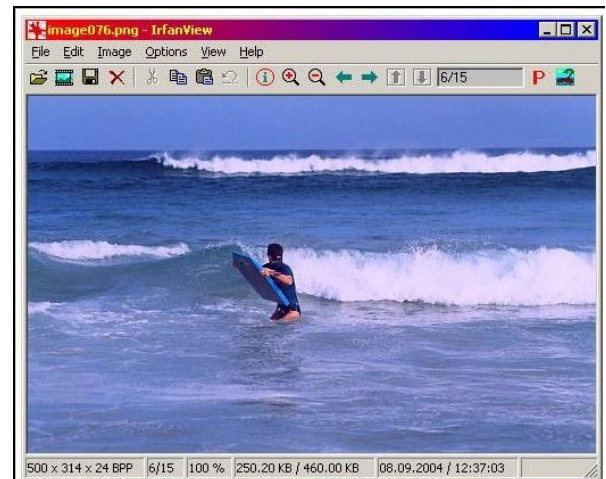 image076.png - IrfanView
File Edit Image Options View Help
6/15 P
500 x 314 x 24 BPP 6/15 100 % 250.20 KB / 460.00 KB 08.09.2004 / 12:37:03